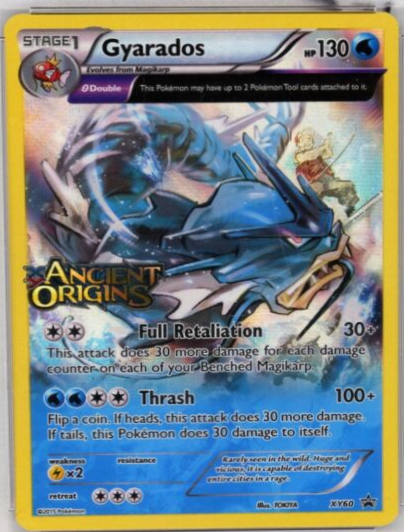 STAGE1
Gyarados
HP130
Evolves from Magikarp
Ω Double
This Pokémon may have up to 2 Pokémon Tool cards attached to it.
XY
ANCIENT
ORIGINS
Full Retaliation 30+
This attack does 30 more damage for each damage
counter on each of your Benched Magikarp.
Thrash 100+
Flip a coin. If heads, this attack does 30 more damage.
If tails, this Pokémon does 30 damage to itself.
weakness
×2
resistance
retreat
Rarely seen in the wild. Huge and
vicious, it is capable of destroying
entire cities in a rage.
©2015 Pokémon
Illus. TOKIYA
XY60
PROMO